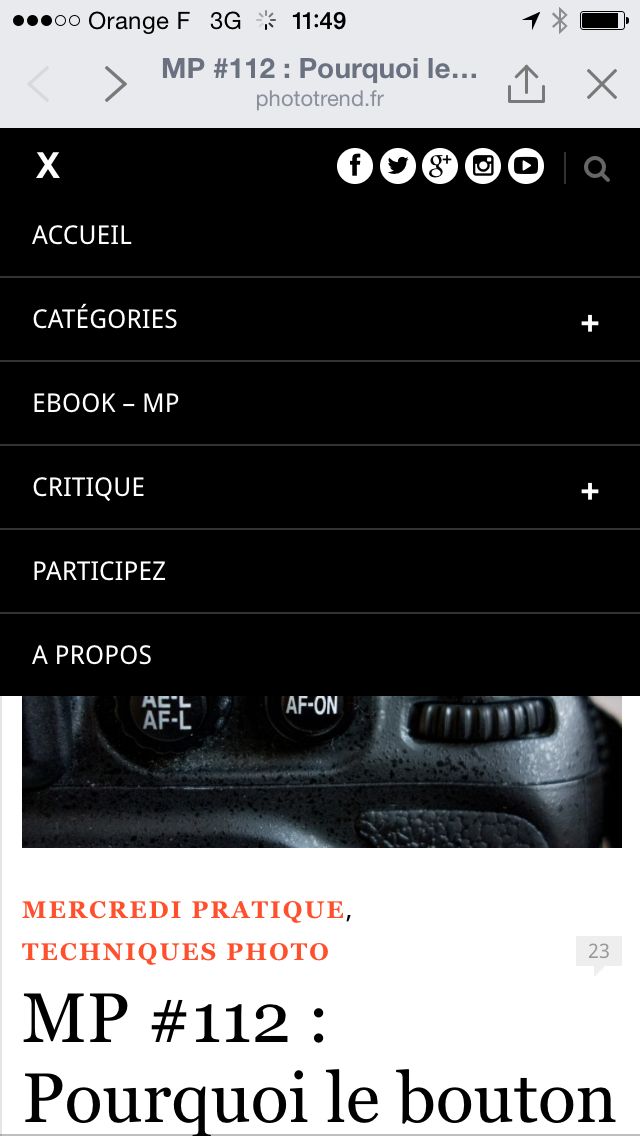 Orange F 3G 11:49
MP #112 : Pourquoi le...
phototrend.fr
X
ACCUEIL
CATÉGORIES +
EBOOK – MP
CRITIQUE +
PARTICIPEZ
A PROPOS
AE-L
AF-L
AF-ON
MERCREDI PRATIQUE,
TECHNIQUES PHOTO
23
MP #112 :
Pourquoi le bouton